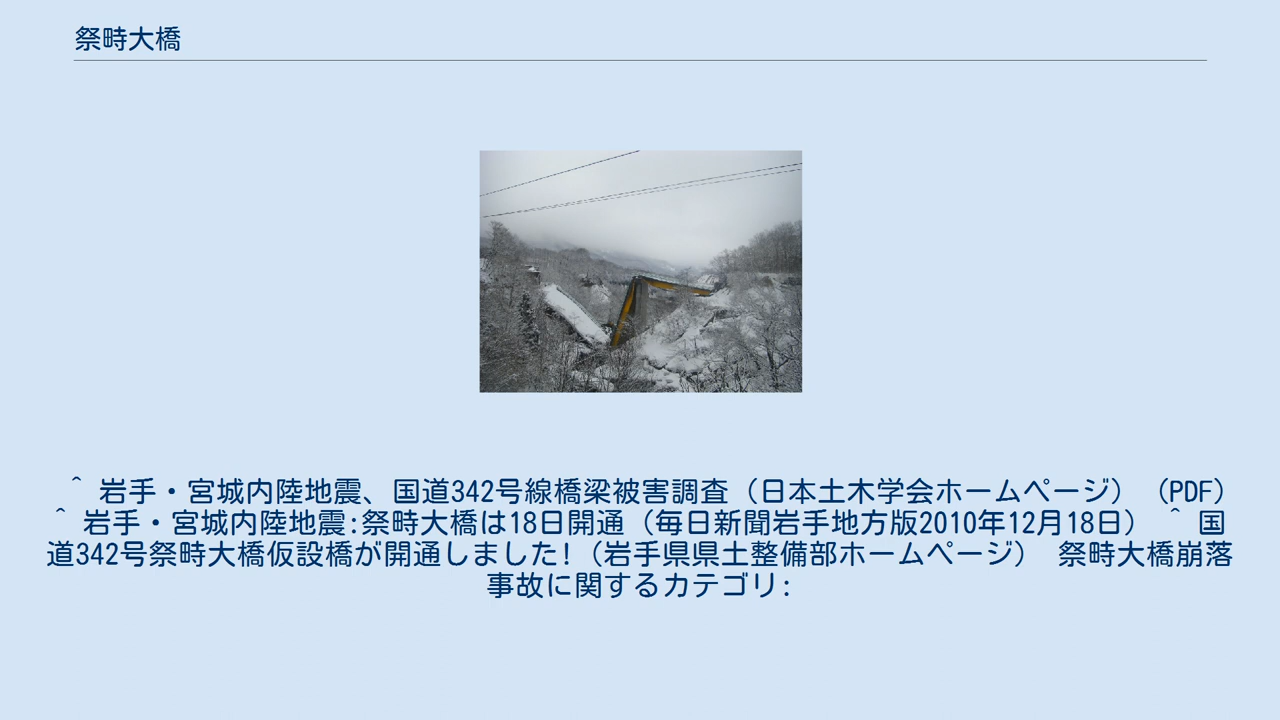 祭畤大橋
^ 岩手・宮城内陸地震、国道342号線橋梁被害調査（日本土木学会ホームページ）（PDF）
^ 岩手・宮城内陸地震:祭畤大橋は18日開通（毎日新聞岩手地方版2010年12月18日） ^ 国
道342号祭畤大橋仮設橋が開通しました!（岩手県県土整備部ホームページ） 祭畤大橋崩落
事故に関するカテゴリ: